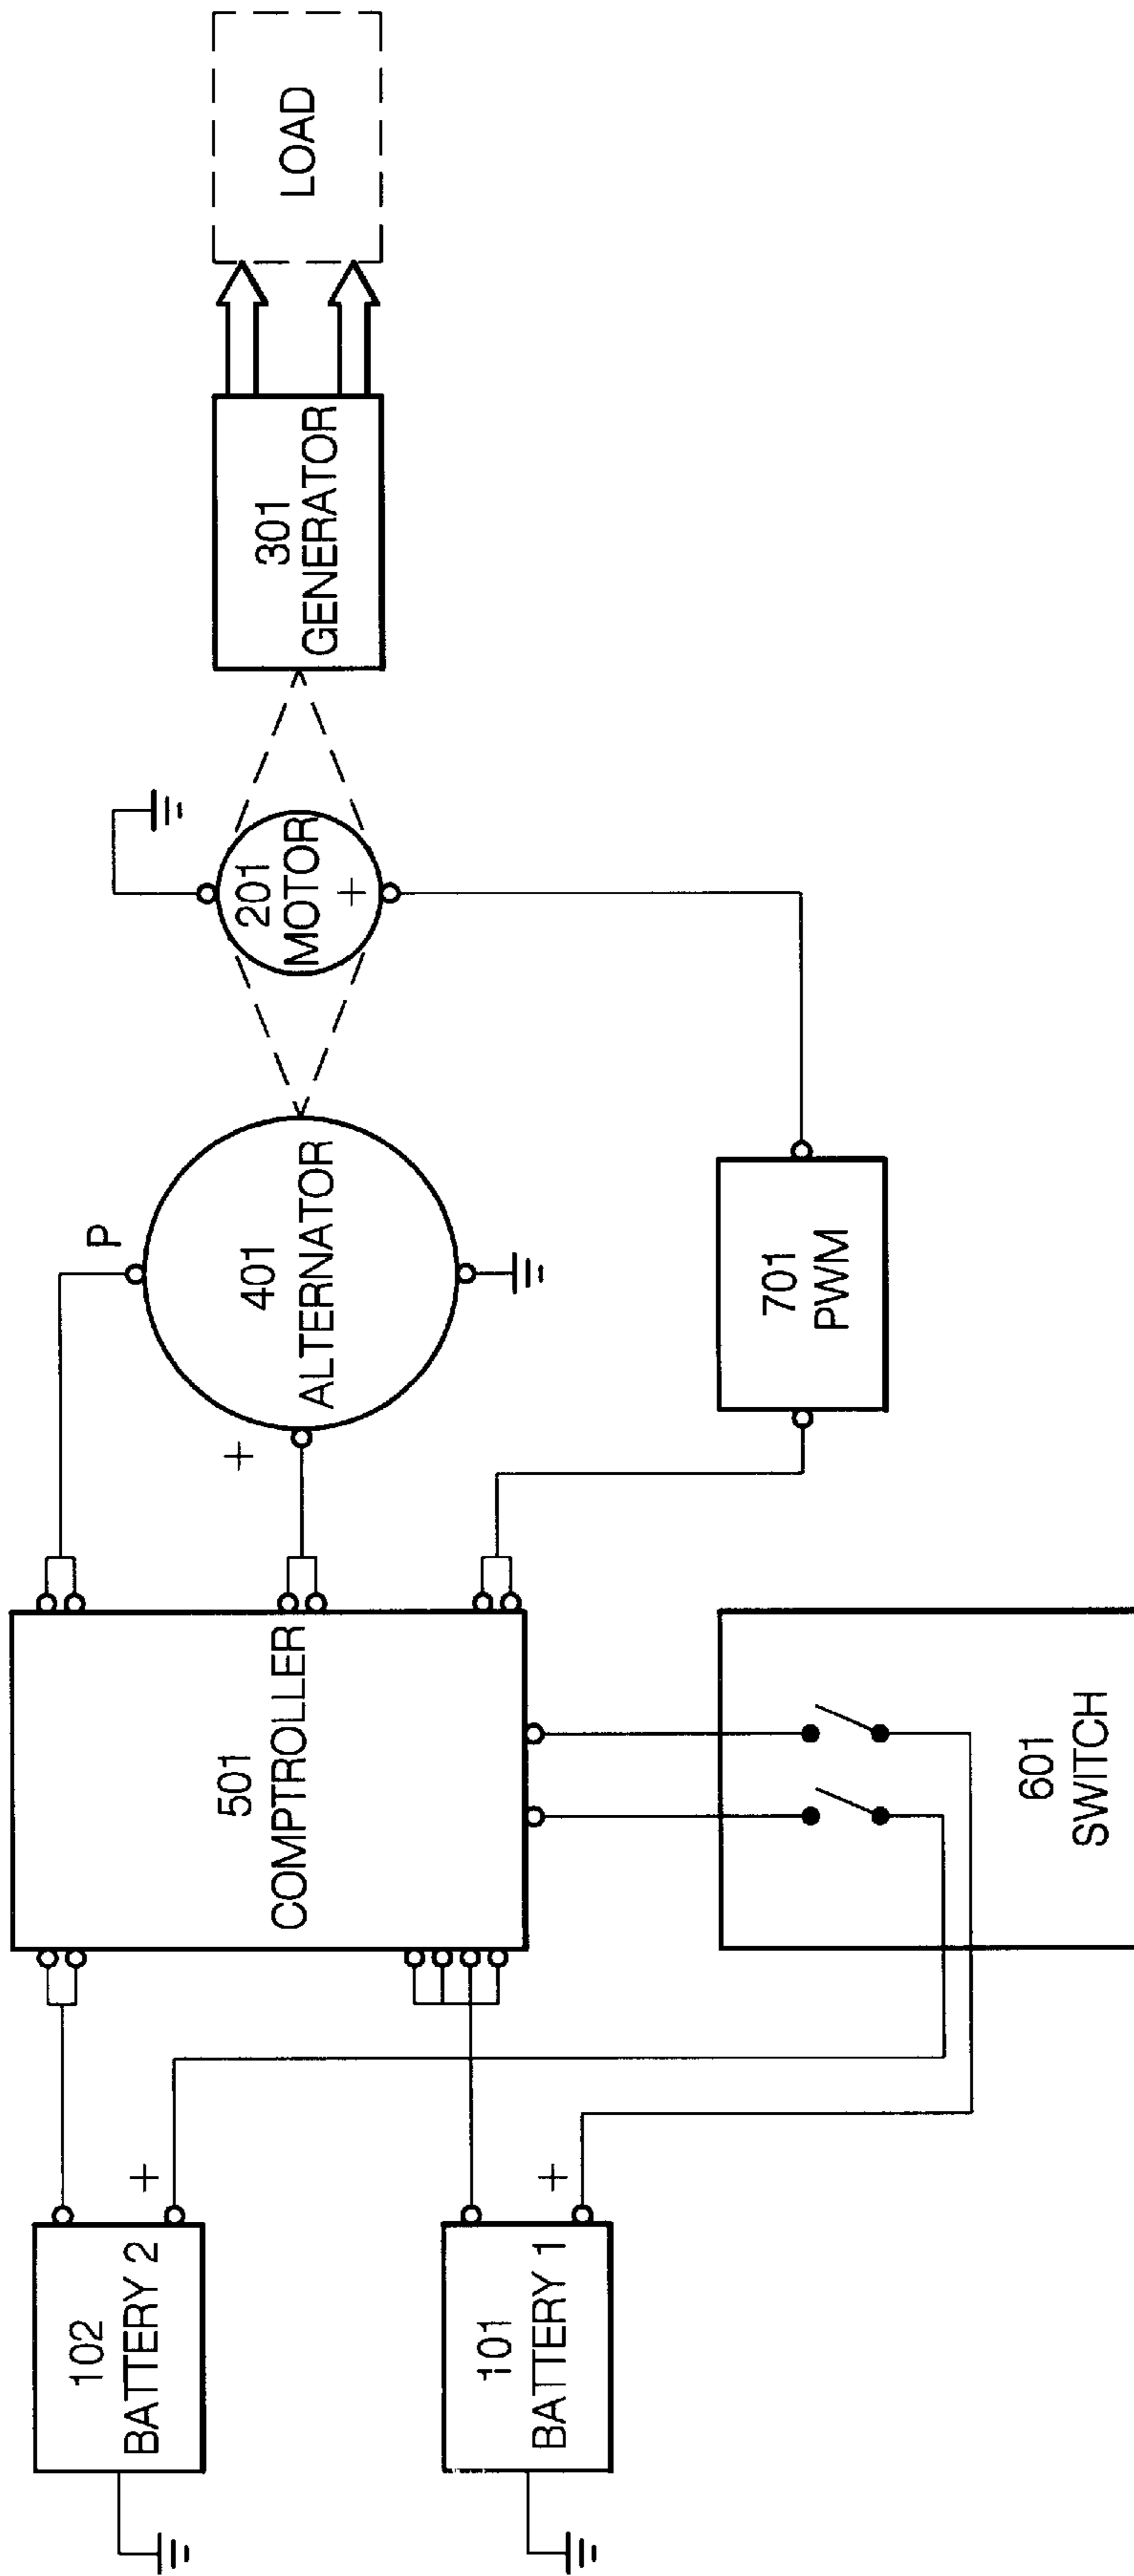 102
BATTERY 2
+
101
BATTERY 1
+
501
COMPTROLLER
601
SWITCH
+
P
401
ALTERNATOR
701
PWM
201
MOTOR
+
301
GENERATOR
LOAD